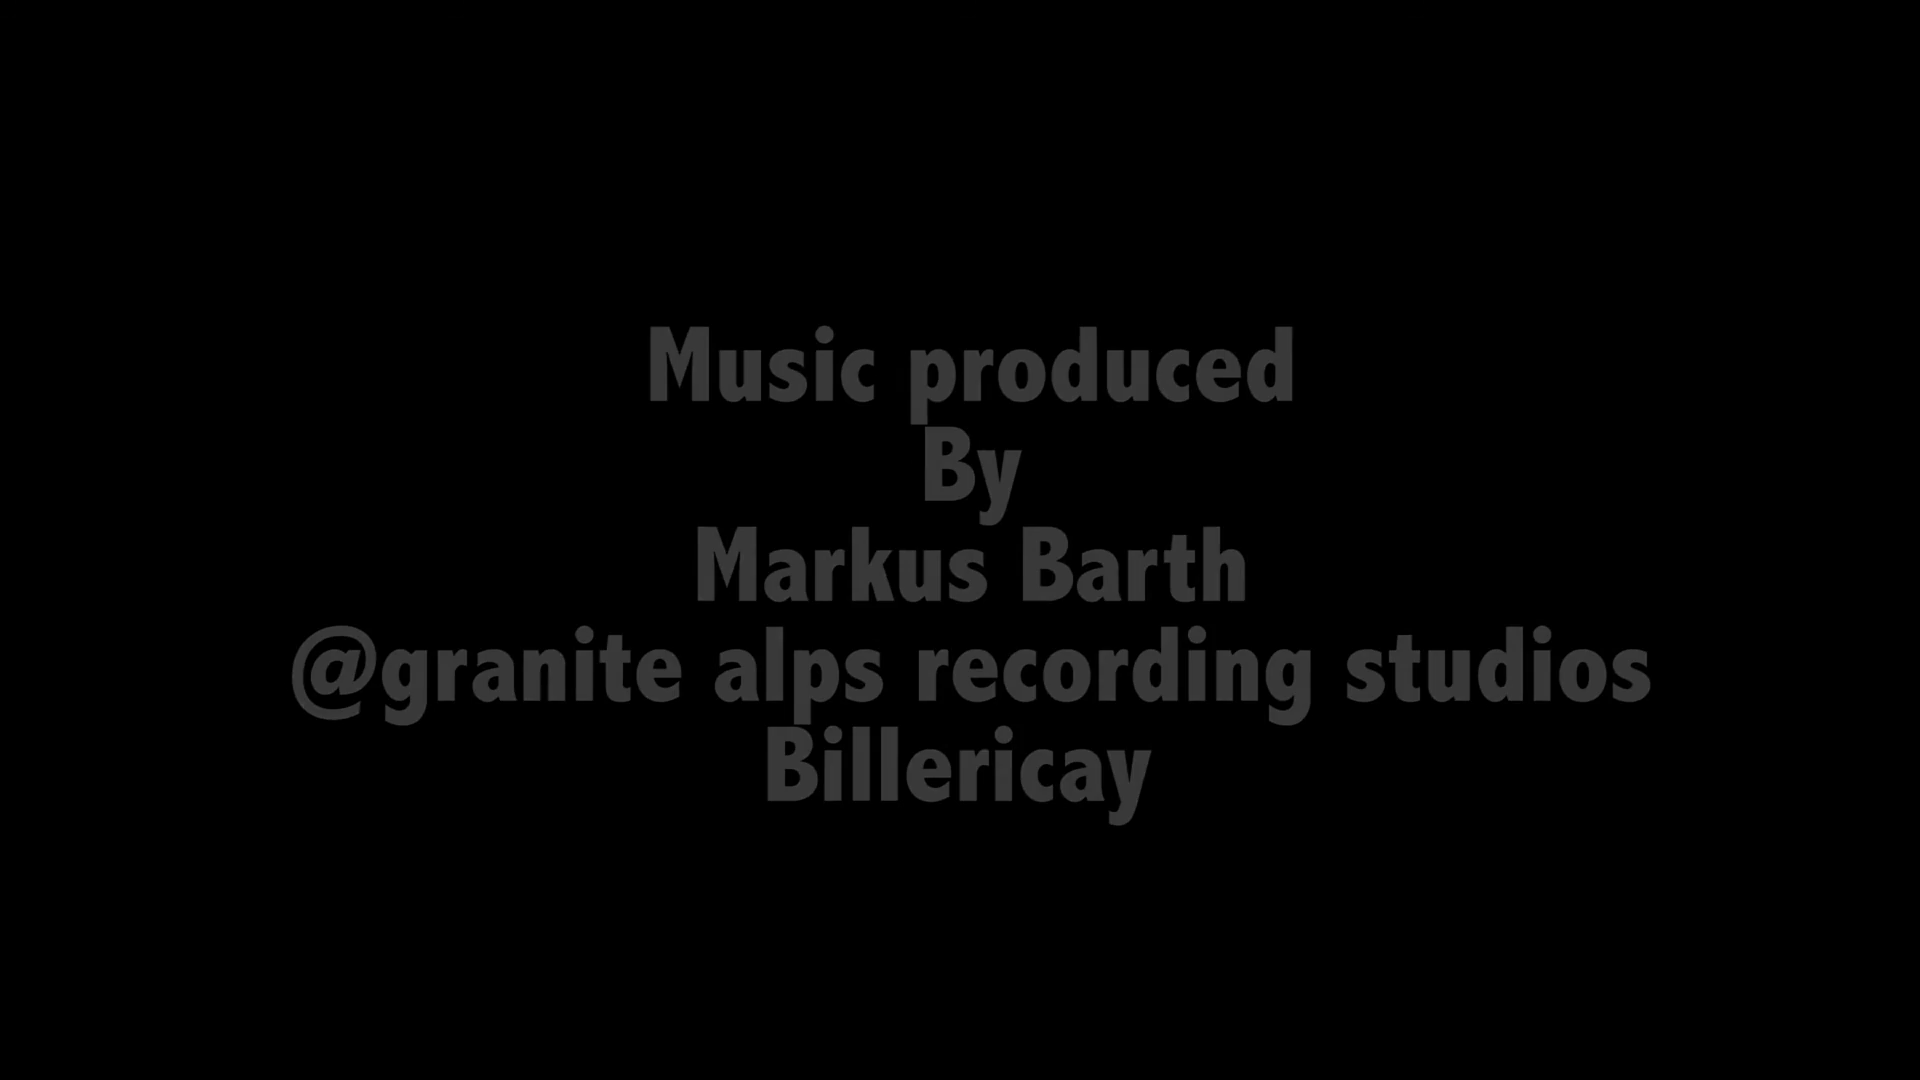 Music produced
By
Markus Barth
@granite alps recording studios
Billericay